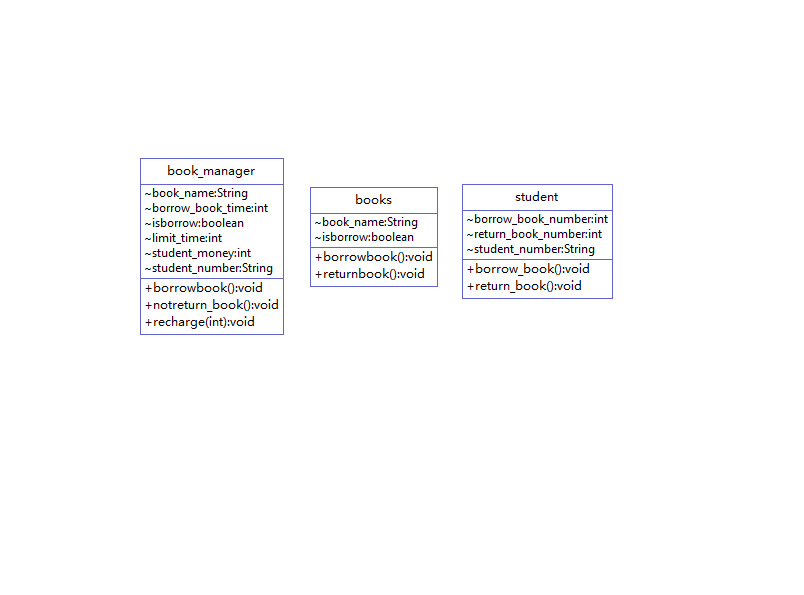 book_manager
~book_name:String
~borrow_book_time:int
~isborrow:boolean
~limit_time:int
~student_money:int
~student_number:String
+borrowbook():void
+notreturn_book():void
+recharge(int):void
books
~book_name:String
~isborrow:boolean
+borrowbook():void
+returnbook():void
student
~borrow_book_number:int
~return_book_number:int
~student_number:String
+borrow_book():void
+return_book():void